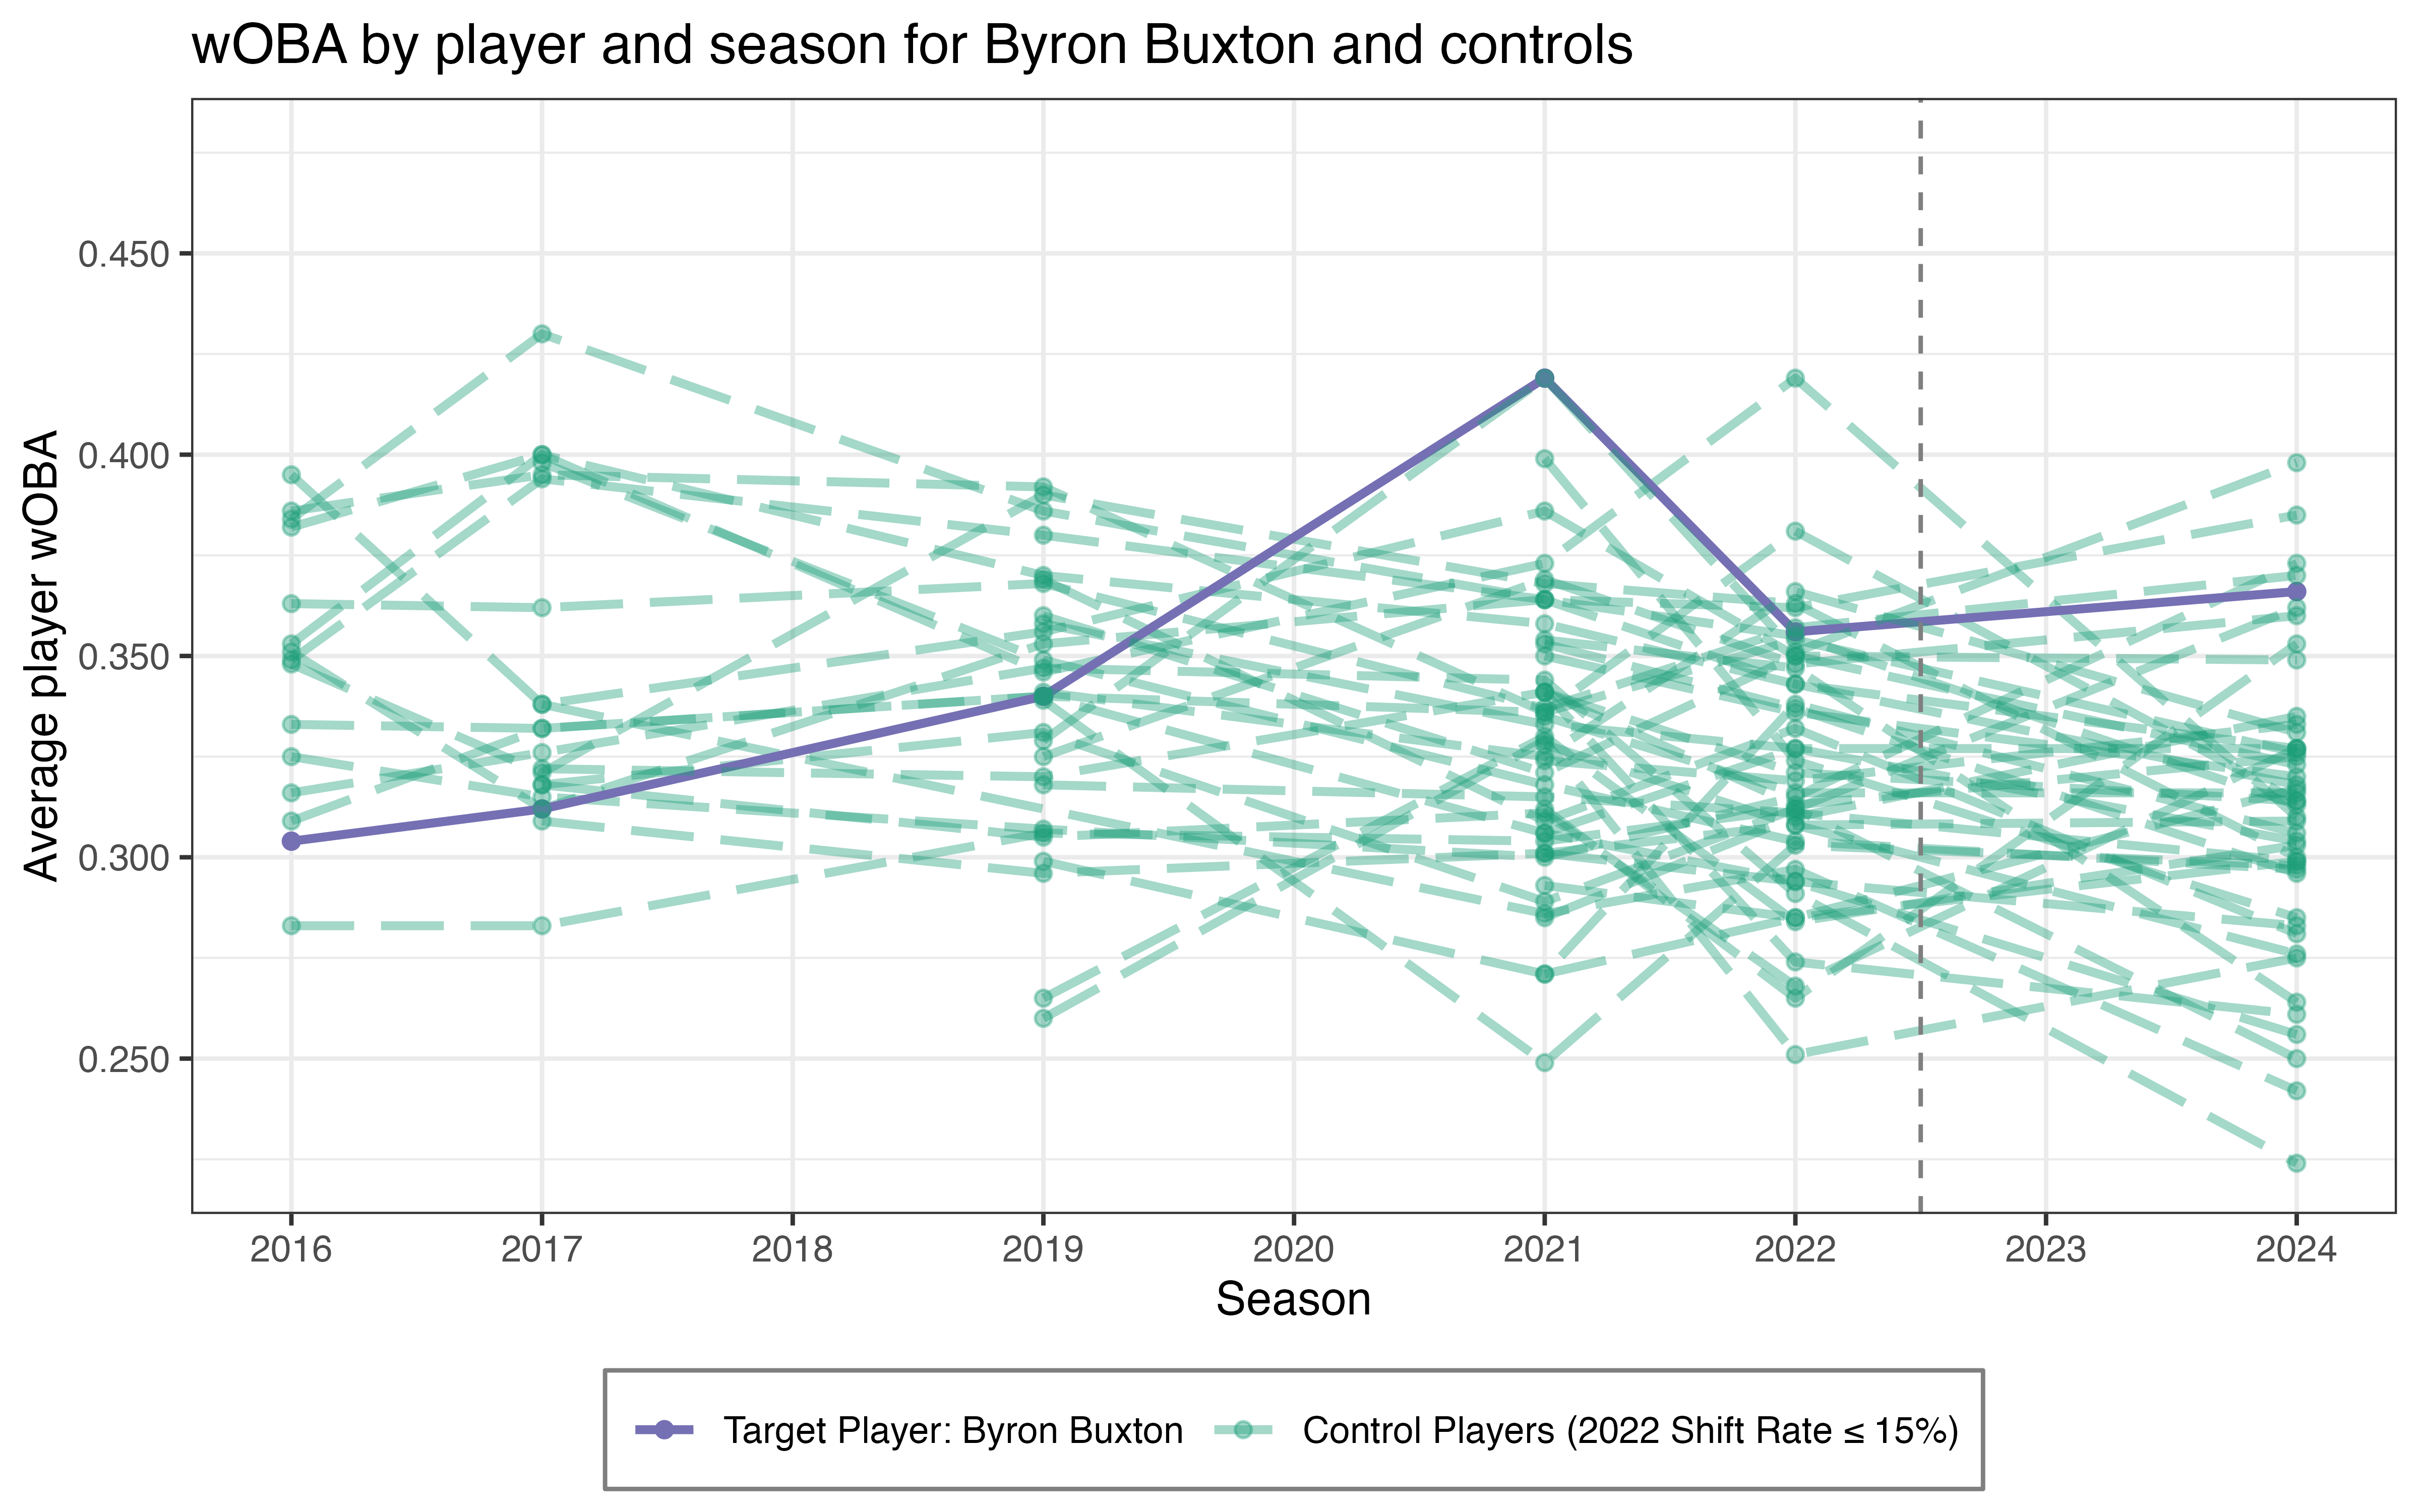 wOBA by player and season for Byron Buxton and controls
Average player wOBA
0.450
0.400
0.350
0.300
0.250
2016 2017 2018 2019 2020 2021 2022 2023 2024
Season
Target Player: Byron Buxton Control Players (2022 Shift Rate ≤ 15%)